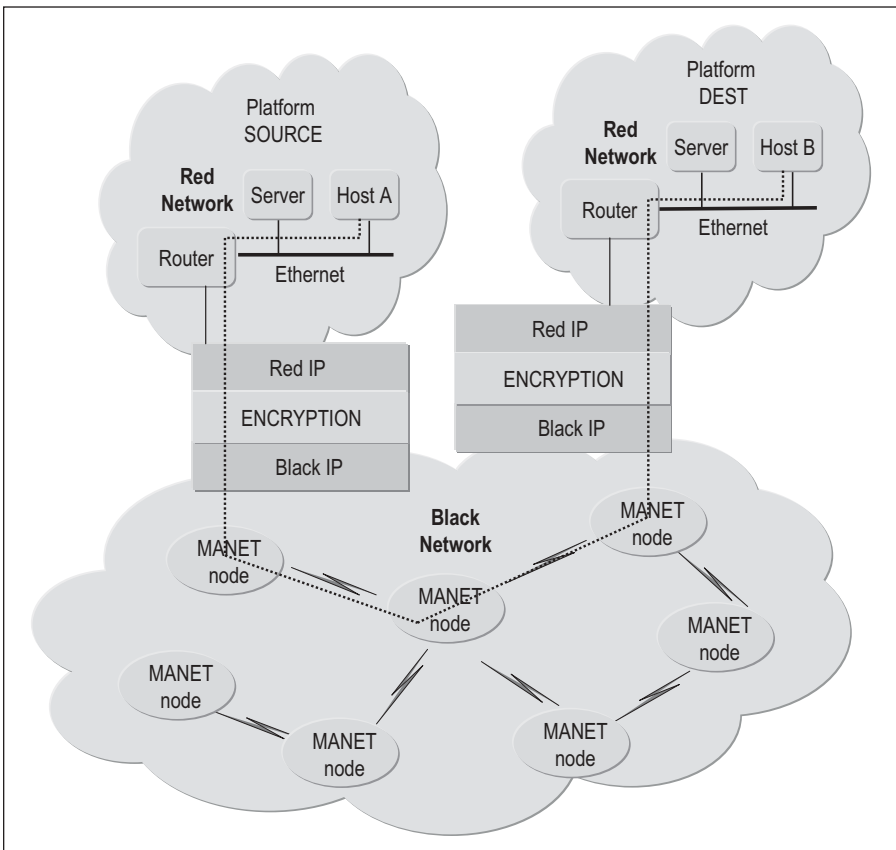 Platform
SOURCE
Red
Network
Server
Host A
Router
Ethernet
Platform
DEST
Red
Network
Server
Host B
Router
Ethernet
Red IP
ENCRYPTION
Black IP
Red IP
ENCRYPTION
Black IP
Black
Network
MANET
node
MANET
node
MANET
node
MANET
node
MANET
node
MANET
node
MANET
node